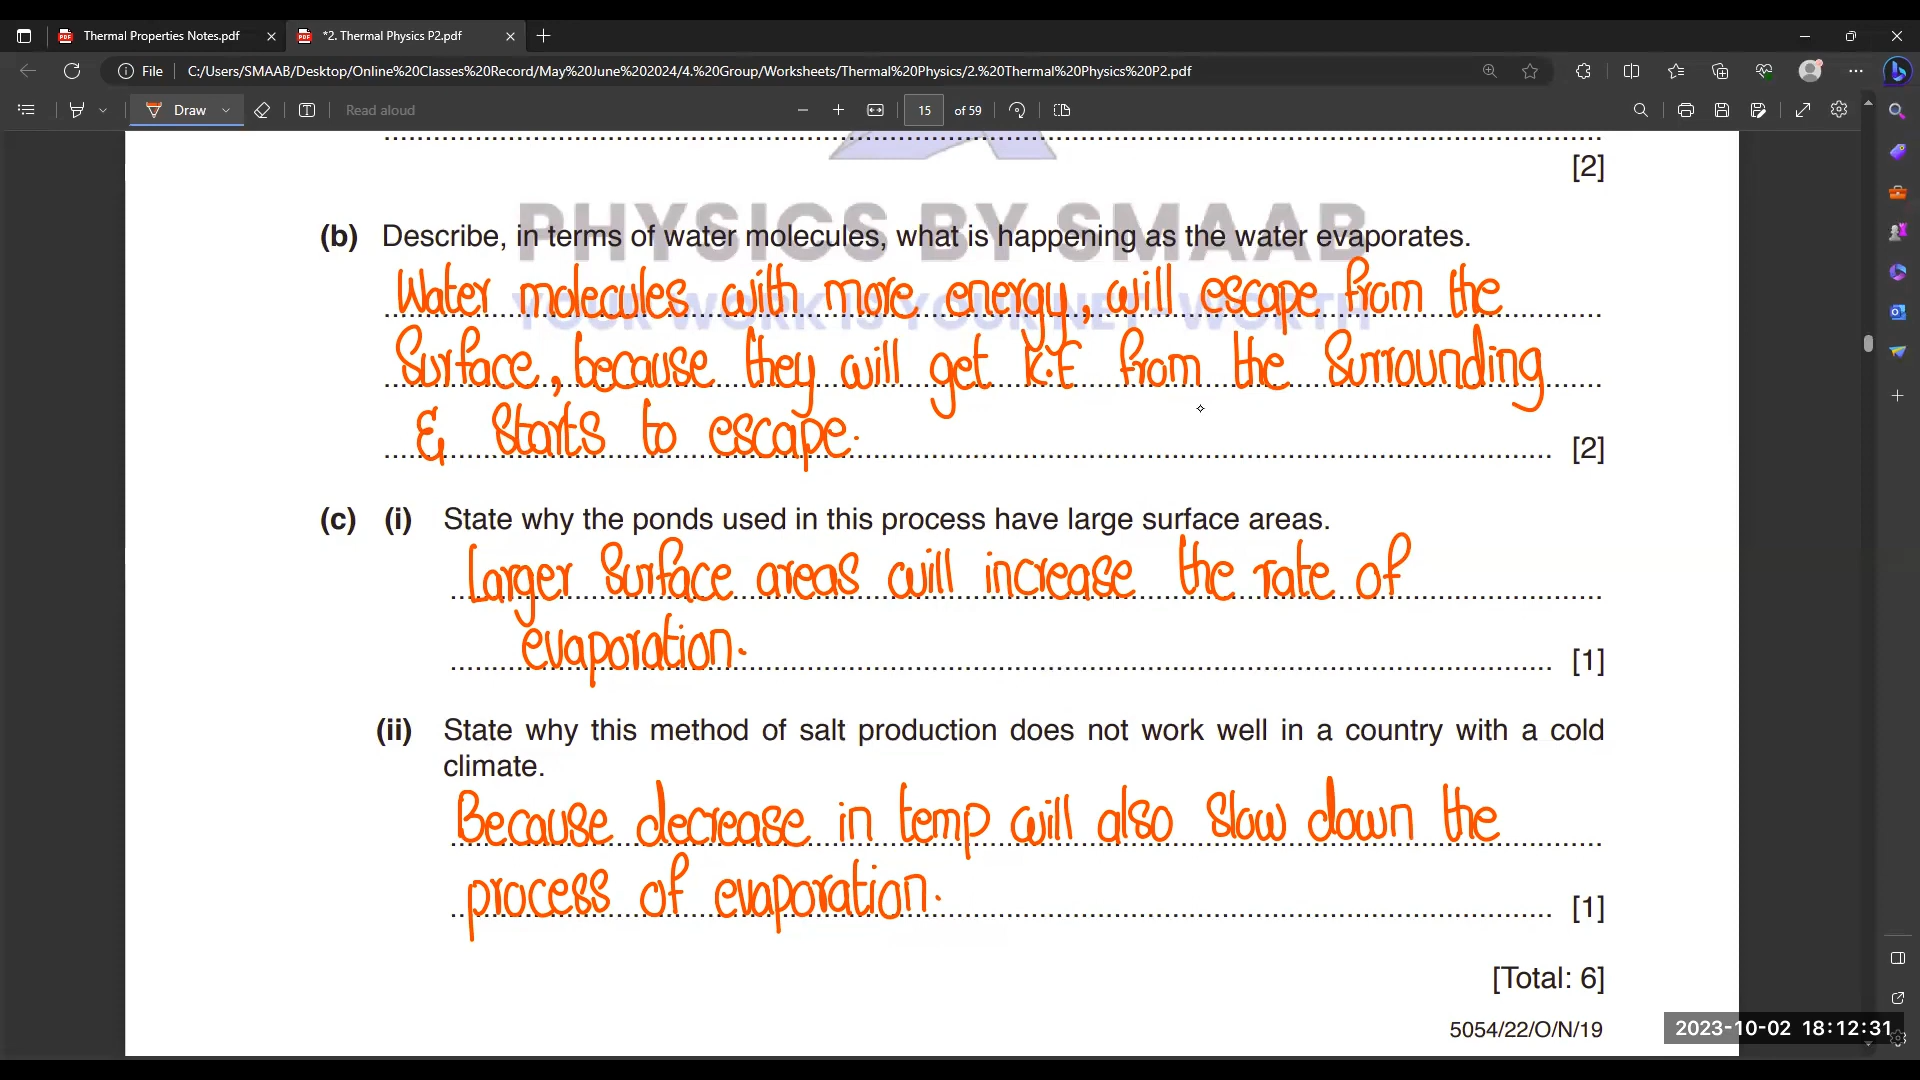 Thermal Properties Notes.pdf
*2. Thermal Physics P2.pdf
File
C:/Users/SMAAB/Desktop/Online%20Classes%20Record/May%20June%202024/4.%20Group/Worksheets/Thermal%20Physics/2.%20Thermal%20Physics%20P2.pdf
Draw
Read aloud
15 of 59
[2]
PHYSICS BY SMAAB
YOUR WORK IS YOUR NET-WORTH
(b) Describe, in terms of water molecules, what is happening as the water evaporates.
Water molecules with more energy, will escape from the
Surface, because they will get K.E from the Surrounding
& starts to escape. [2]
(c) (i) State why the ponds used in this process have large surface areas.
Larger Surface areas will increase the rate of
evaporation. [1]
(ii) State why this method of salt production does not work well in a country with a cold
climate.
Because decrease in temp will also slow down the
process of evaporation. [1]
[Total: 6]
5054/22/O/N/19
2023-10-02 18:12:31